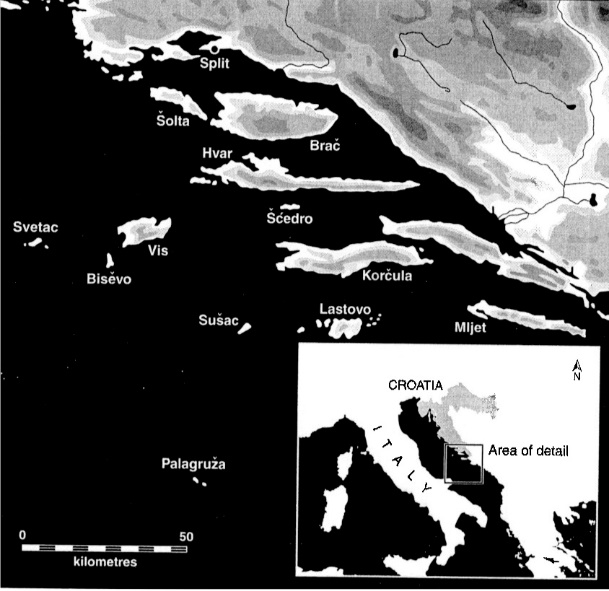 Split
Šolta
Brač
Hvar
Šćedro
Svetac
Vis
Biševo
Korčula
Sušac
Lastovo
Mljet
N
CROATIA
ITALY
Area of detail
Palagruža
0 50
kilometres